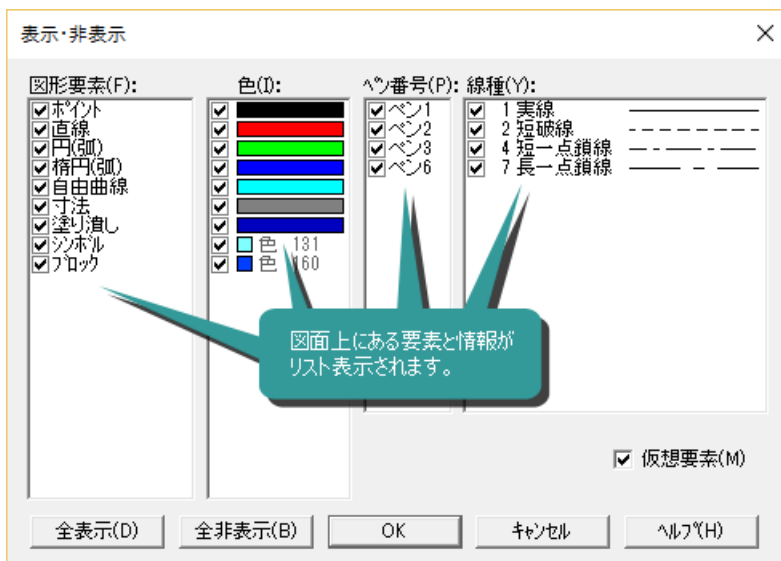 表示・非表示
図形要素(F):
ﾎﾟｲﾝﾄ
直線
円(弧)
楕円(弧)
自由曲線
寸法
塗り潰し
ｼﾝﾎﾞﾙ
ﾌﾞﾛｯｸ
色(I):
色 131
色 160
ﾍﾟﾝ番号(P):
ペン1
ペン2
ペン3
ペン6
線種(Y):
1 実線
2 短破線
4 短一点鎖線
7 長一点鎖線
図面上にある要素と情報が
リスト表示されます。
仮想要素(M)
全表示(D)
全非表示(B)
OK
ｷｬﾝｾﾙ
ﾍﾙﾌﾟ(H)